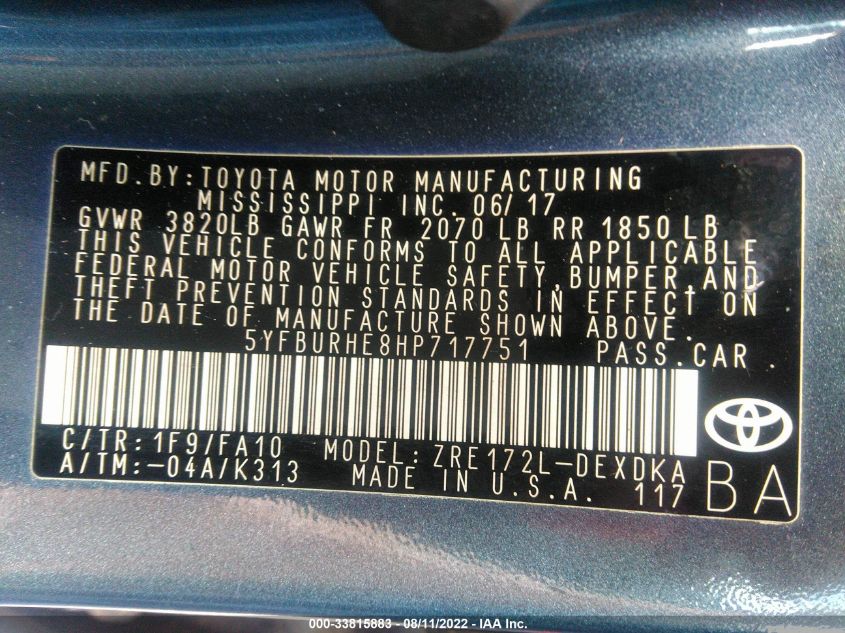 MFD.BY:TOYOTA MOTOR MANUFACTURING
MISSISSIPPI INC. 06/17
GVWR 3820LB GAWR FR 2070 LB RR 1850 LB
THIS VEHICLE CONFORMS TO ALL APPLICABLE
FEDERAL MOTOR VEHICLE SAFETY,BUMPER,AND
THEFT PREVENTION STANDARDS IN EFFECT ON
THE DATE OF MANUFACTURE SHOWN ABOVE.
5YFBURHE8HP717751 PASS.CAR.
C/TR:1F9/FA10 MODEL:ZRE172L-DEXDKA
A/TM:-04A/K313 MADE IN U.S.A. 117 BA
000-33815883 - 08/11/2022 - IAA Inc.